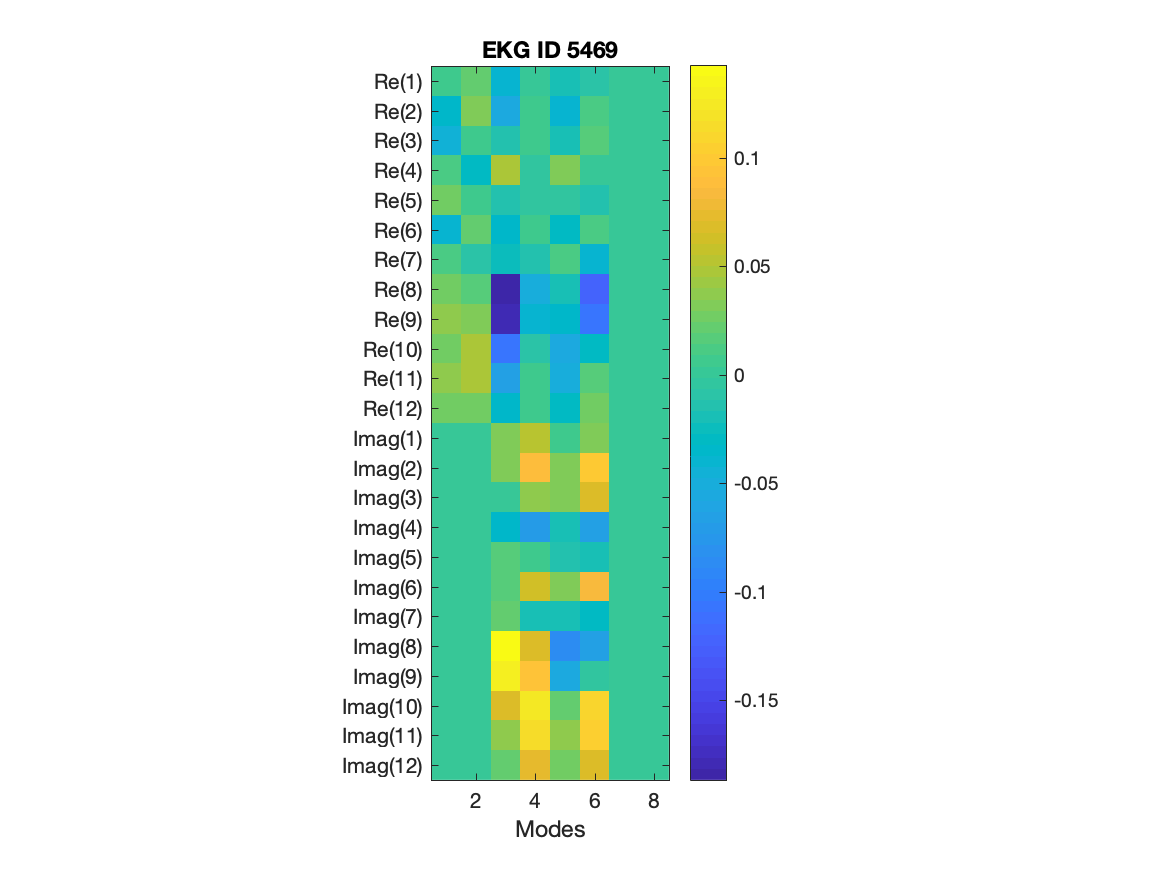 EKG ID 5469
Re(1)
Re(2)
Re(3)
Re(4)
Re(5)
Re(6)
Re(7)
Re(8)
Re(9)
Re(10)
Re(11)
Re(12)
Imag(1)
Imag(2)
Imag(3)
Imag(4)
Imag(5)
Imag(6)
Imag(7)
Imag(8)
Imag(9)
Imag(10)
Imag(11)
Imag(12)
2 4 6 8
Modes
0.1
0.05
0
-0.05
-0.1
-0.15